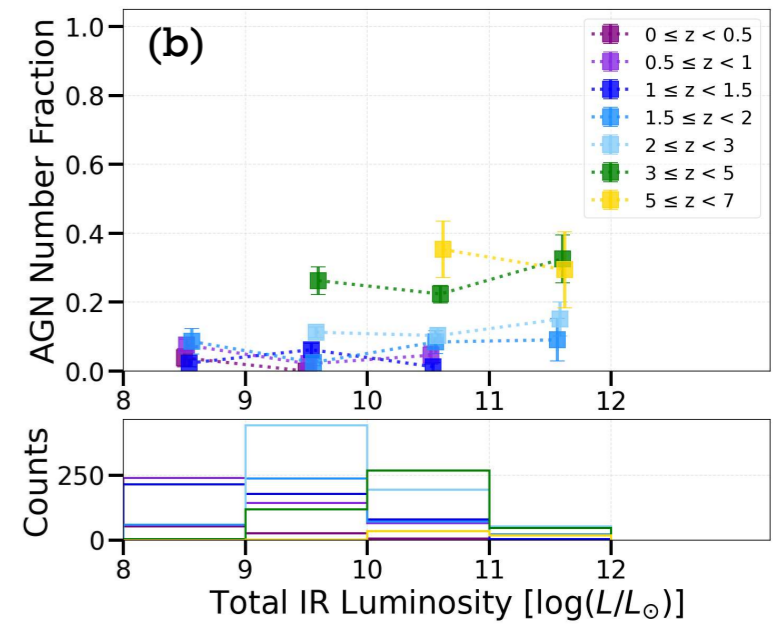 (b)
AGN Number Fraction
1.0
0.8
0.6
0.4
0.2
0.0
0 ≤ z < 0.5
0.5 ≤ z < 1
1 ≤ z < 1.5
1.5 ≤ z < 2
2 ≤ z < 3
3 ≤ z < 5
5 ≤ z < 7
8 9 10 11 12
Counts
250
0
8 9 10 11 12
Total IR Luminosity [log(L/L☉)]